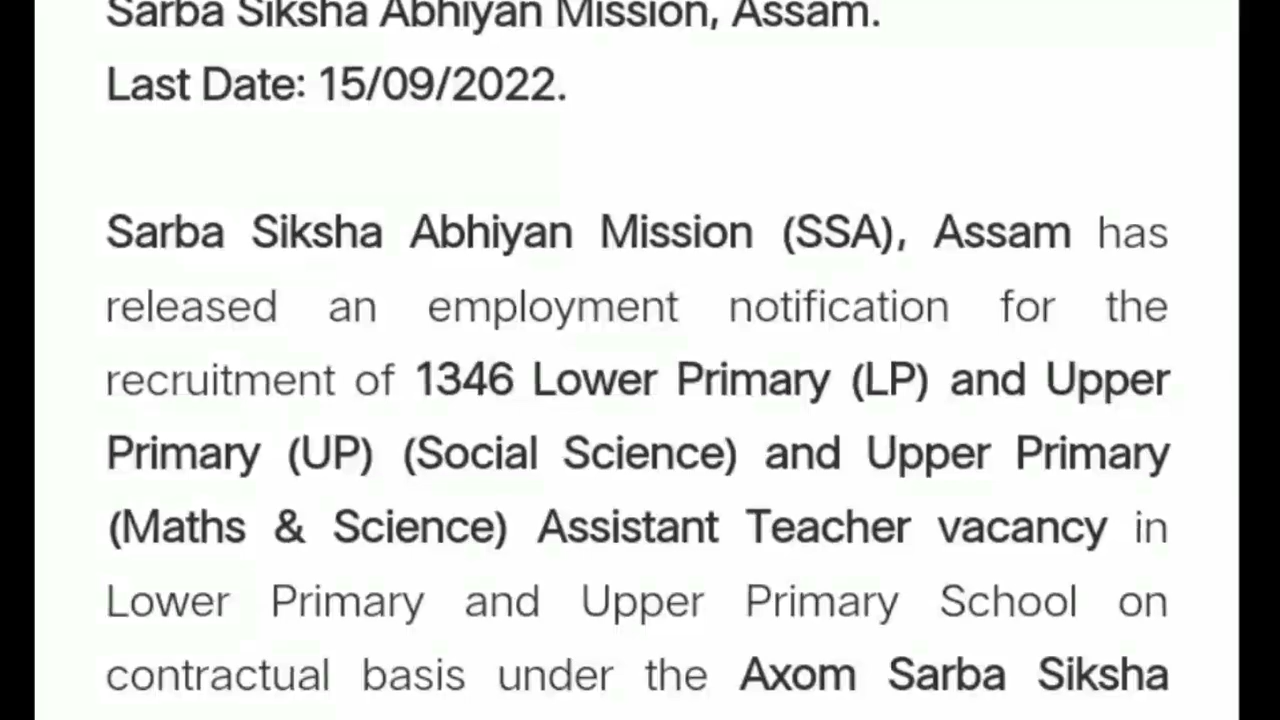 Sarba Siksha Abhiyan Mission, Assam.
Last Date: 15/09/2022.
Sarba Siksha Abhiyan Mission (SSA), Assam has
released an employment notification for the
recruitment of 1346 Lower Primary (LP) and Upper
Primary (UP) (Social Science) and Upper Primary
(Maths & Science) Assistant Teacher vacancy in
Lower Primary and Upper Primary School on
contractual basis under the Axom Sarba Siksha